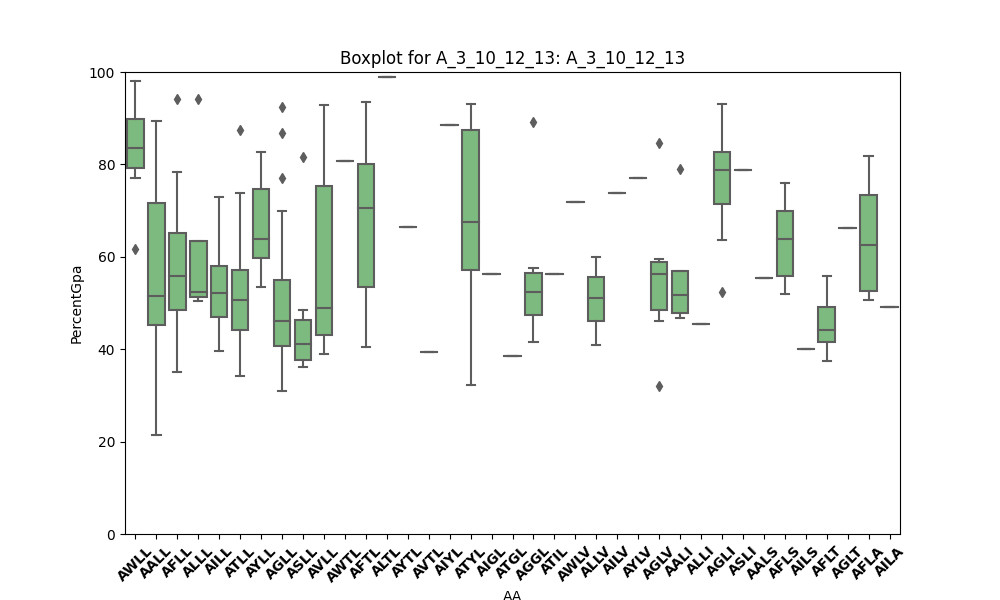 Boxplot for A_3_10_12_13: A_3_10_12_13
100
80
60
40
20
0
PercentGpa
AWLL
AALL
AFLL
ALLL
AILL
ATLL
AYLL
AGLL
ASLL
AVLL
AWTL
AFTL
ALTL
AYTL
AVTL
AIYL
ATYL
AIGL
ATGL
AGGL
ATIL
AWLV
ALLV
AILV
AYLV
AGLV
AALI
ALLI
AGLI
ASLI
AALS
AFLS
AILS
AFLT
AGLT
AFLA
AILA
AA